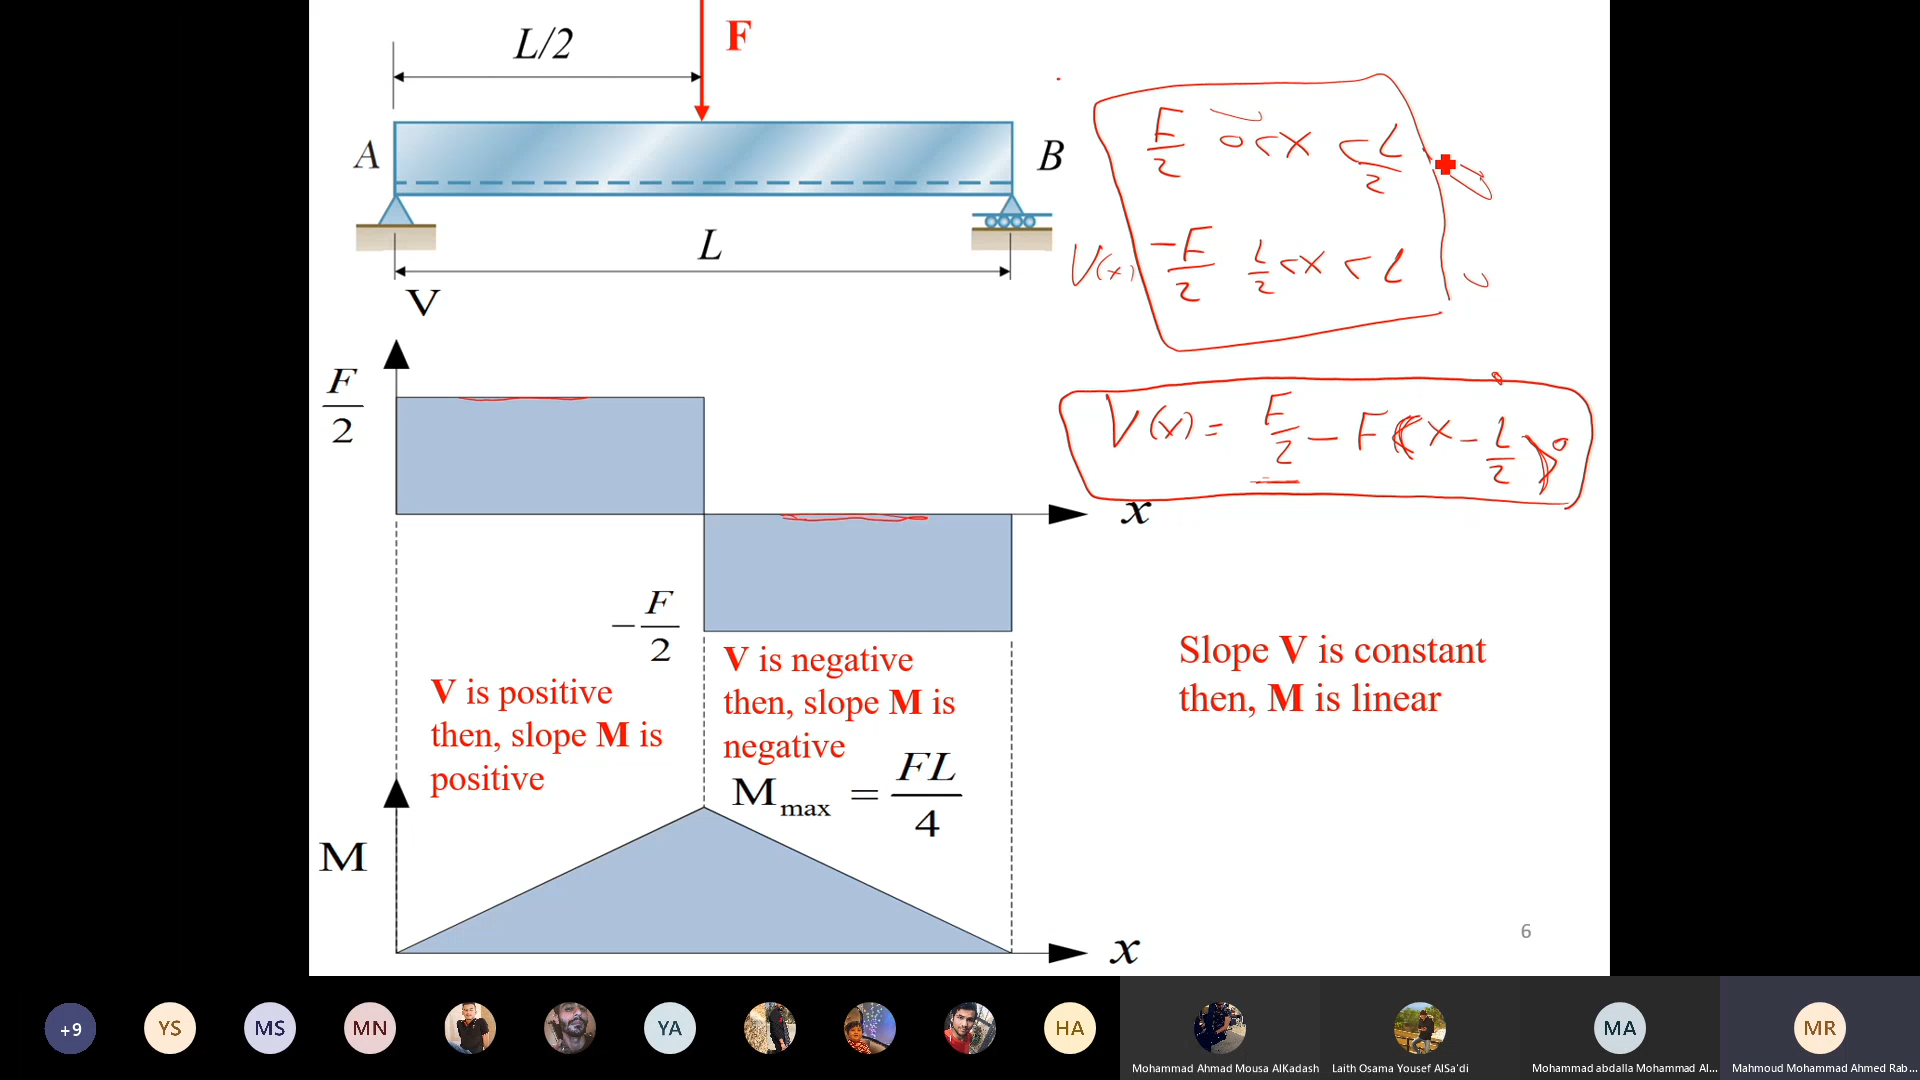 L/2
F
A
B
L
F/2 0<x<L/2
V(x) -F/2 L/2<x<L
V
F/2
V(x) = F/2 - F<x - L/2>⁰
x
-F/2
V is positive
then, slope M is
positive
V is negative
then, slope M is
negative
Slope V is constant
then, M is linear
M max = FL/4
M
x
6
+9
YS
MS
MN
YA
HA
MA
MR
Mohammad Ahmad Mousa AlKadash
Laith Osama Yousef AlSa'di
Mohammad abdalla Mohammad Al...
Mahmoud Mohammad Ahmed Rab...